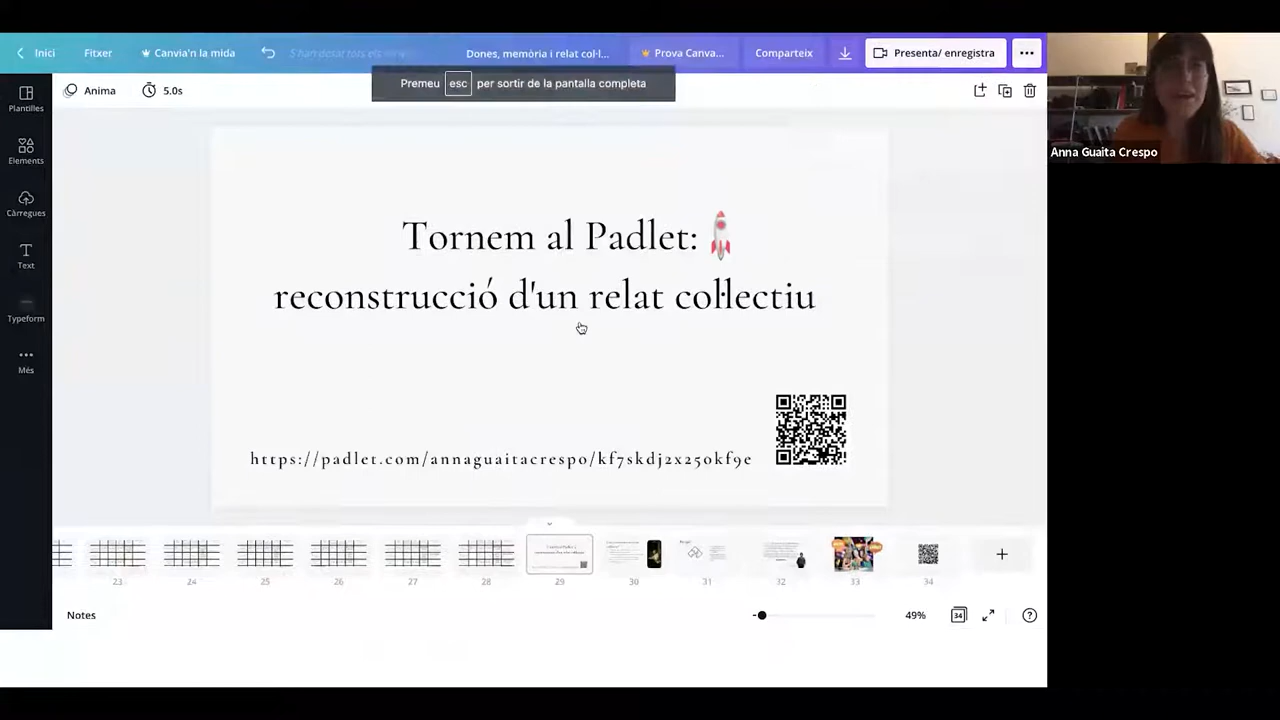 Inici
Fitxer
Canvia'n la mida
Dones, memòria i relat col·l...
Prova Canva...
Comparteix
Presenta/ enregistra
Premeu esc per sortir de la pantalla completa
Anima
5.0s
Plantilles
Elements
Càrregues
Text
Typeform
Més
Tornem al Padlet:
reconstrucció d'un relat col·lectiu
https://padlet.com/annaguaitacrespo/kf7skdj2x250kf9e
23
24
25
26
27
28
29
30
31
32
33
34
Notes
49%
34
Anna Guaita Crespo